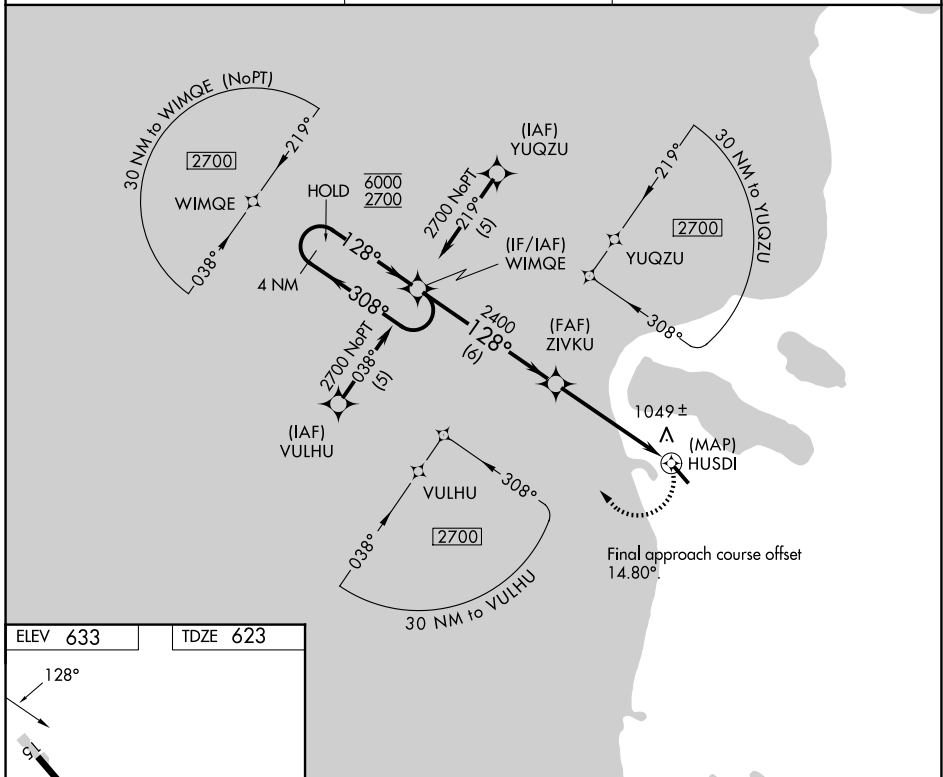 30 NM to WIMQE (NoPT)
219°
2700
WIMQE
038°
HOLD
6000
2700
4 NM
128°
308°
(IAF)
YUQZU
2700 NoPT
219°
(5)
(IF/IAF)
WIMQE
30 NM to YUQZU
219°
2700
YUQZU
308°
2400
128°
(6)
(FAF)
ZIVKU
2700 NoPT
038°
(5)
(IAF)
VULHU
1049 ±
(MAP)
HUSDI
VULHU
308°
038°
2700
30 NM to VULHU
Final approach course offset
14.80°.
ELEV 633
TDZE 623
128°
15